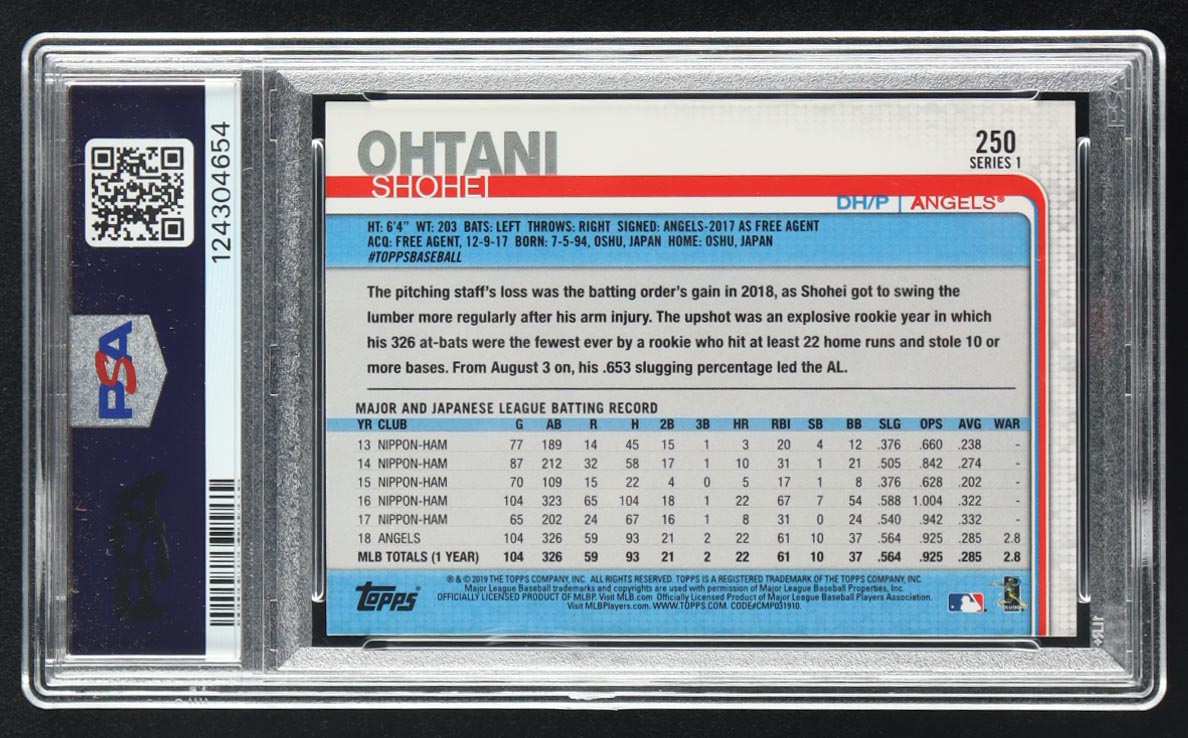 124304654
PSA
PSA
OHTANI
SHOHEI
250
SERIES 1
DH/P | ANGELS®
HT: 6'4" WT: 203 BATS: LEFT THROWS: RIGHT SIGNED: ANGELS-2017 AS FREE AGENT
ACQ: FREE AGENT, 12-9-17 BORN: 7-5-94, OSHU, JAPAN HOME: OSHU, JAPAN
#TOPPSBASEBALL
The pitching staff's loss was the batting order's gain in 2018, as Shohei got to swing the
lumber more regularly after his arm injury. The upshot was an explosive rookie year in which
his 326 at-bats were the fewest ever by a rookie who hit at least 22 home runs and stole 10 or
more bases. From August 3 on, his .653 slugging percentage led the AL.
MAJOR AND JAPANESE LEAGUE BATTING RECORD
YR CLUB G AB R H 2B 3B HR RBI SB BB SLG OPS AVG WAR
13 NIPPON-HAM 77 189 14 45 15 1 3 20 4 12 .376 .660 .238 -
14 NIPPON-HAM 87 212 32 58 17 1 10 31 1 21 .505 .842 .274 -
15 NIPPON-HAM 70 109 15 22 4 0 5 17 1 8 .376 .628 .202 -
16 NIPPON-HAM 104 323 65 104 18 1 22 67 7 54 .588 1.004 .322 -
17 NIPPON-HAM 65 202 24 67 16 1 8 31 0 24 .540 .942 .332 -
18 ANGELS 104 326 59 93 21 2 22 61 10 37 .564 .925 .285 2.8
MLB TOTALS (1 YEAR) 104 326 59 93 21 2 22 61 10 37 .564 .925 .285 2.8
Topps
® & © 2019 THE TOPPS COMPANY, INC. ALL RIGHTS RESERVED. TOPPS IS A REGISTERED TRADEMARK OF THE TOPPS COMPANY, INC.
Major League Baseball trademarks and copyrights are used with permission of Major League Baseball Properties, Inc.
OFFICIALLY LICENSED PRODUCT OF MLBP. Visit MLB.com Officially Licensed Product of Major League Baseball Players Association.
Visit MLBPlayers.com. WWW.TOPPS.COM. CODE#CMP031910.
PSA